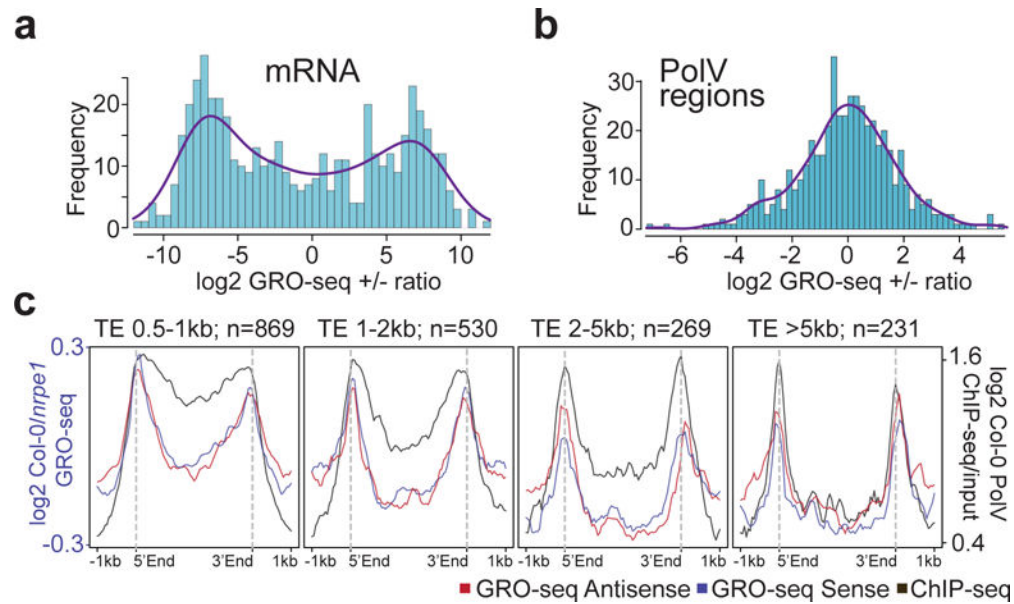 a
mRNA
Frequency
20
10
0
-10 -5 0 5 10
log2 GRO-seq +/- ratio
b
PolV
regions
Frequency
30
20
10
0
-6 -4 -2 0 2 4
log2 GRO-seq +/- ratio
c
TE 0.5-1kb; n=869
TE 1-2kb; n=530
TE 2-5kb; n=269
TE >5kb; n=231
log2 Col-0/nrpe1
GRO-seq
0.3
-0.3
1.6
0.4
log2 Col-0 PolV
ChIP-seq/input
-1kb 5'End 3'End 1kb
-1kb 5'End 3'End 1kb
-1kb 5'End 3'End 1kb
-1kb 5'End 3'End 1kb
GRO-seq Antisense GRO-seq Sense ChIP-seq